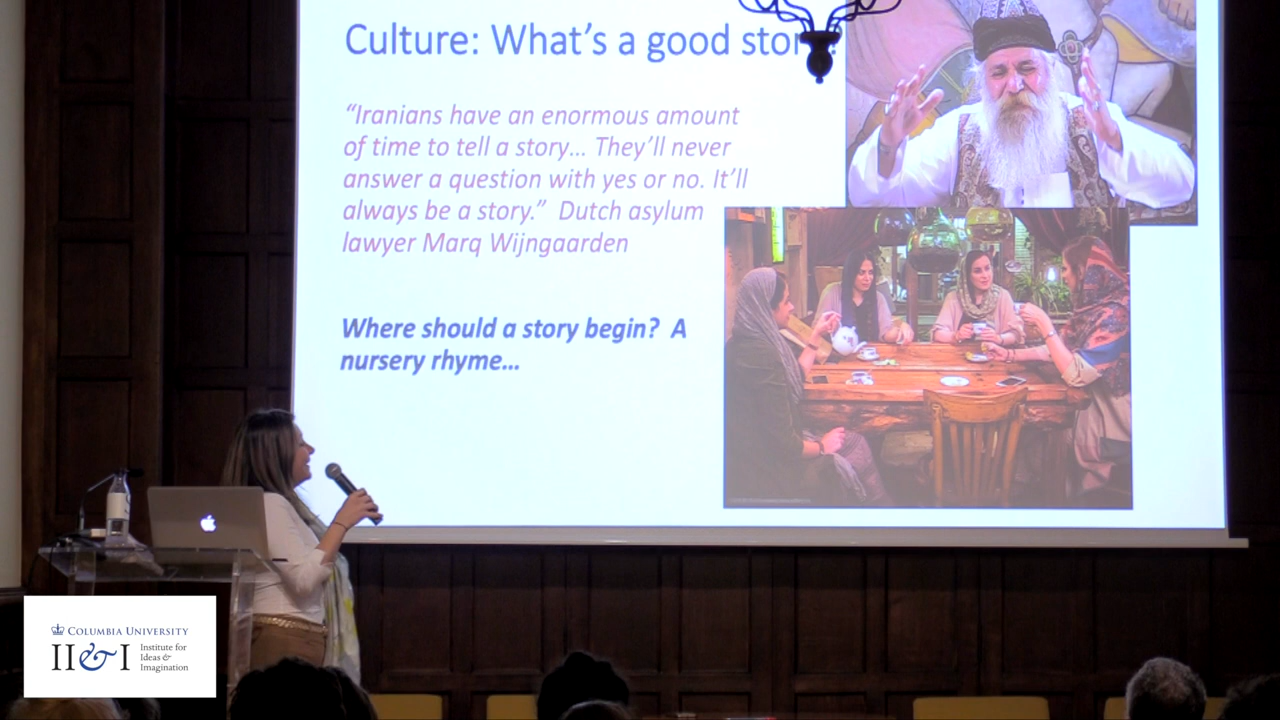 Culture: What's a good stor
"Iranians have an enormous amount
of time to tell a story... They'll never
answer a question with yes or no. It'll
always be a story." Dutch asylum
lawyer Marq Wijngaarden
Where should a story begin? A
nursery rhyme...
COLUMBIA UNIVERSITY
II&I
Institute for
Ideas &
Imagination